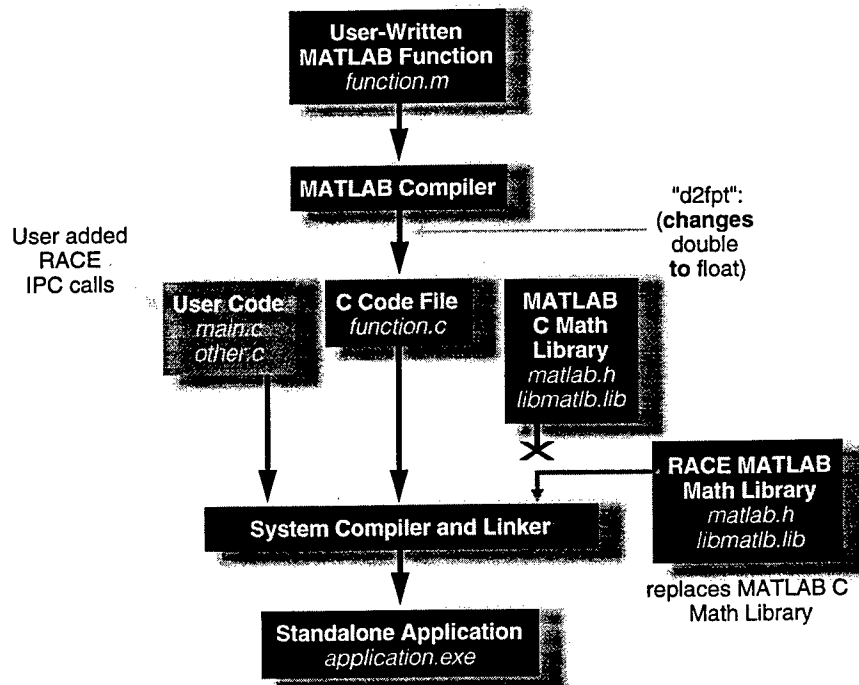 User-Written
MATLAB Function
function.m
MATLAB Compiler
"d2fpt":
(changes
double
to float)
User added
RACE
IPC calls
User Code
main.c
other.c
C Code File
function.c
MATLAB
C Math
Library
matlab.h
libmatlb.lib
RACE MATLAB
Math Library
matlab.h
libmatlb.lib
replaces MATLAB C
Math Library
System Compiler and Linker
Standalone Application
application.exe